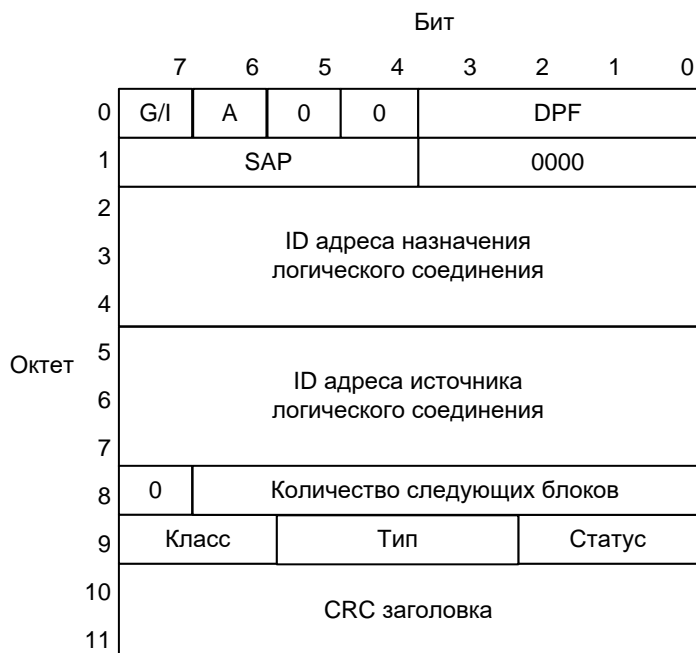 Бит
7 6 5 4 3 2 1 0
0 G/I A 0 0 DPF
1 SAP 0000
2
3 ID адреса назначения
логического соединения
4
Октет
5
6 ID адреса источника
логического соединения
7
8 0 Количество следующих блоков
9 Класс Тип Статус
10
CRC заголовка
11